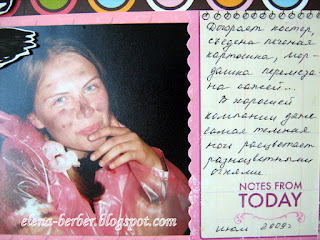 Догорает костер,
съедена печеная
картошка, мор-
дашка перемаза-
на сажей...
В хорошей
компании даже
самая темная
ночь расцветает
разноцветными
огнями.
NOTES FROM
TODAY
июль 2009г
elena-berber.blogspot.com